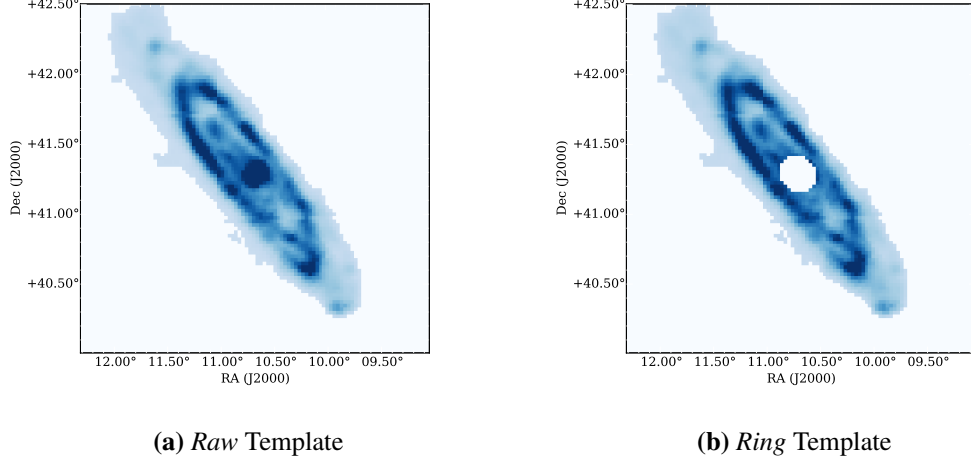 +42.50°
+42.00°
+41.50°
+41.00°
+40.50°
Dec (J2000)
12.00° 11.50° 11.00° 10.50° 10.00° 09.50°
RA (J2000)
(a) Raw Template
+42.50°
+42.00°
+41.50°
+41.00°
+40.50°
Dec (J2000)
12.00° 11.50° 11.00° 10.50° 10.00° 09.50°
RA (J2000)
(b) Ring Template